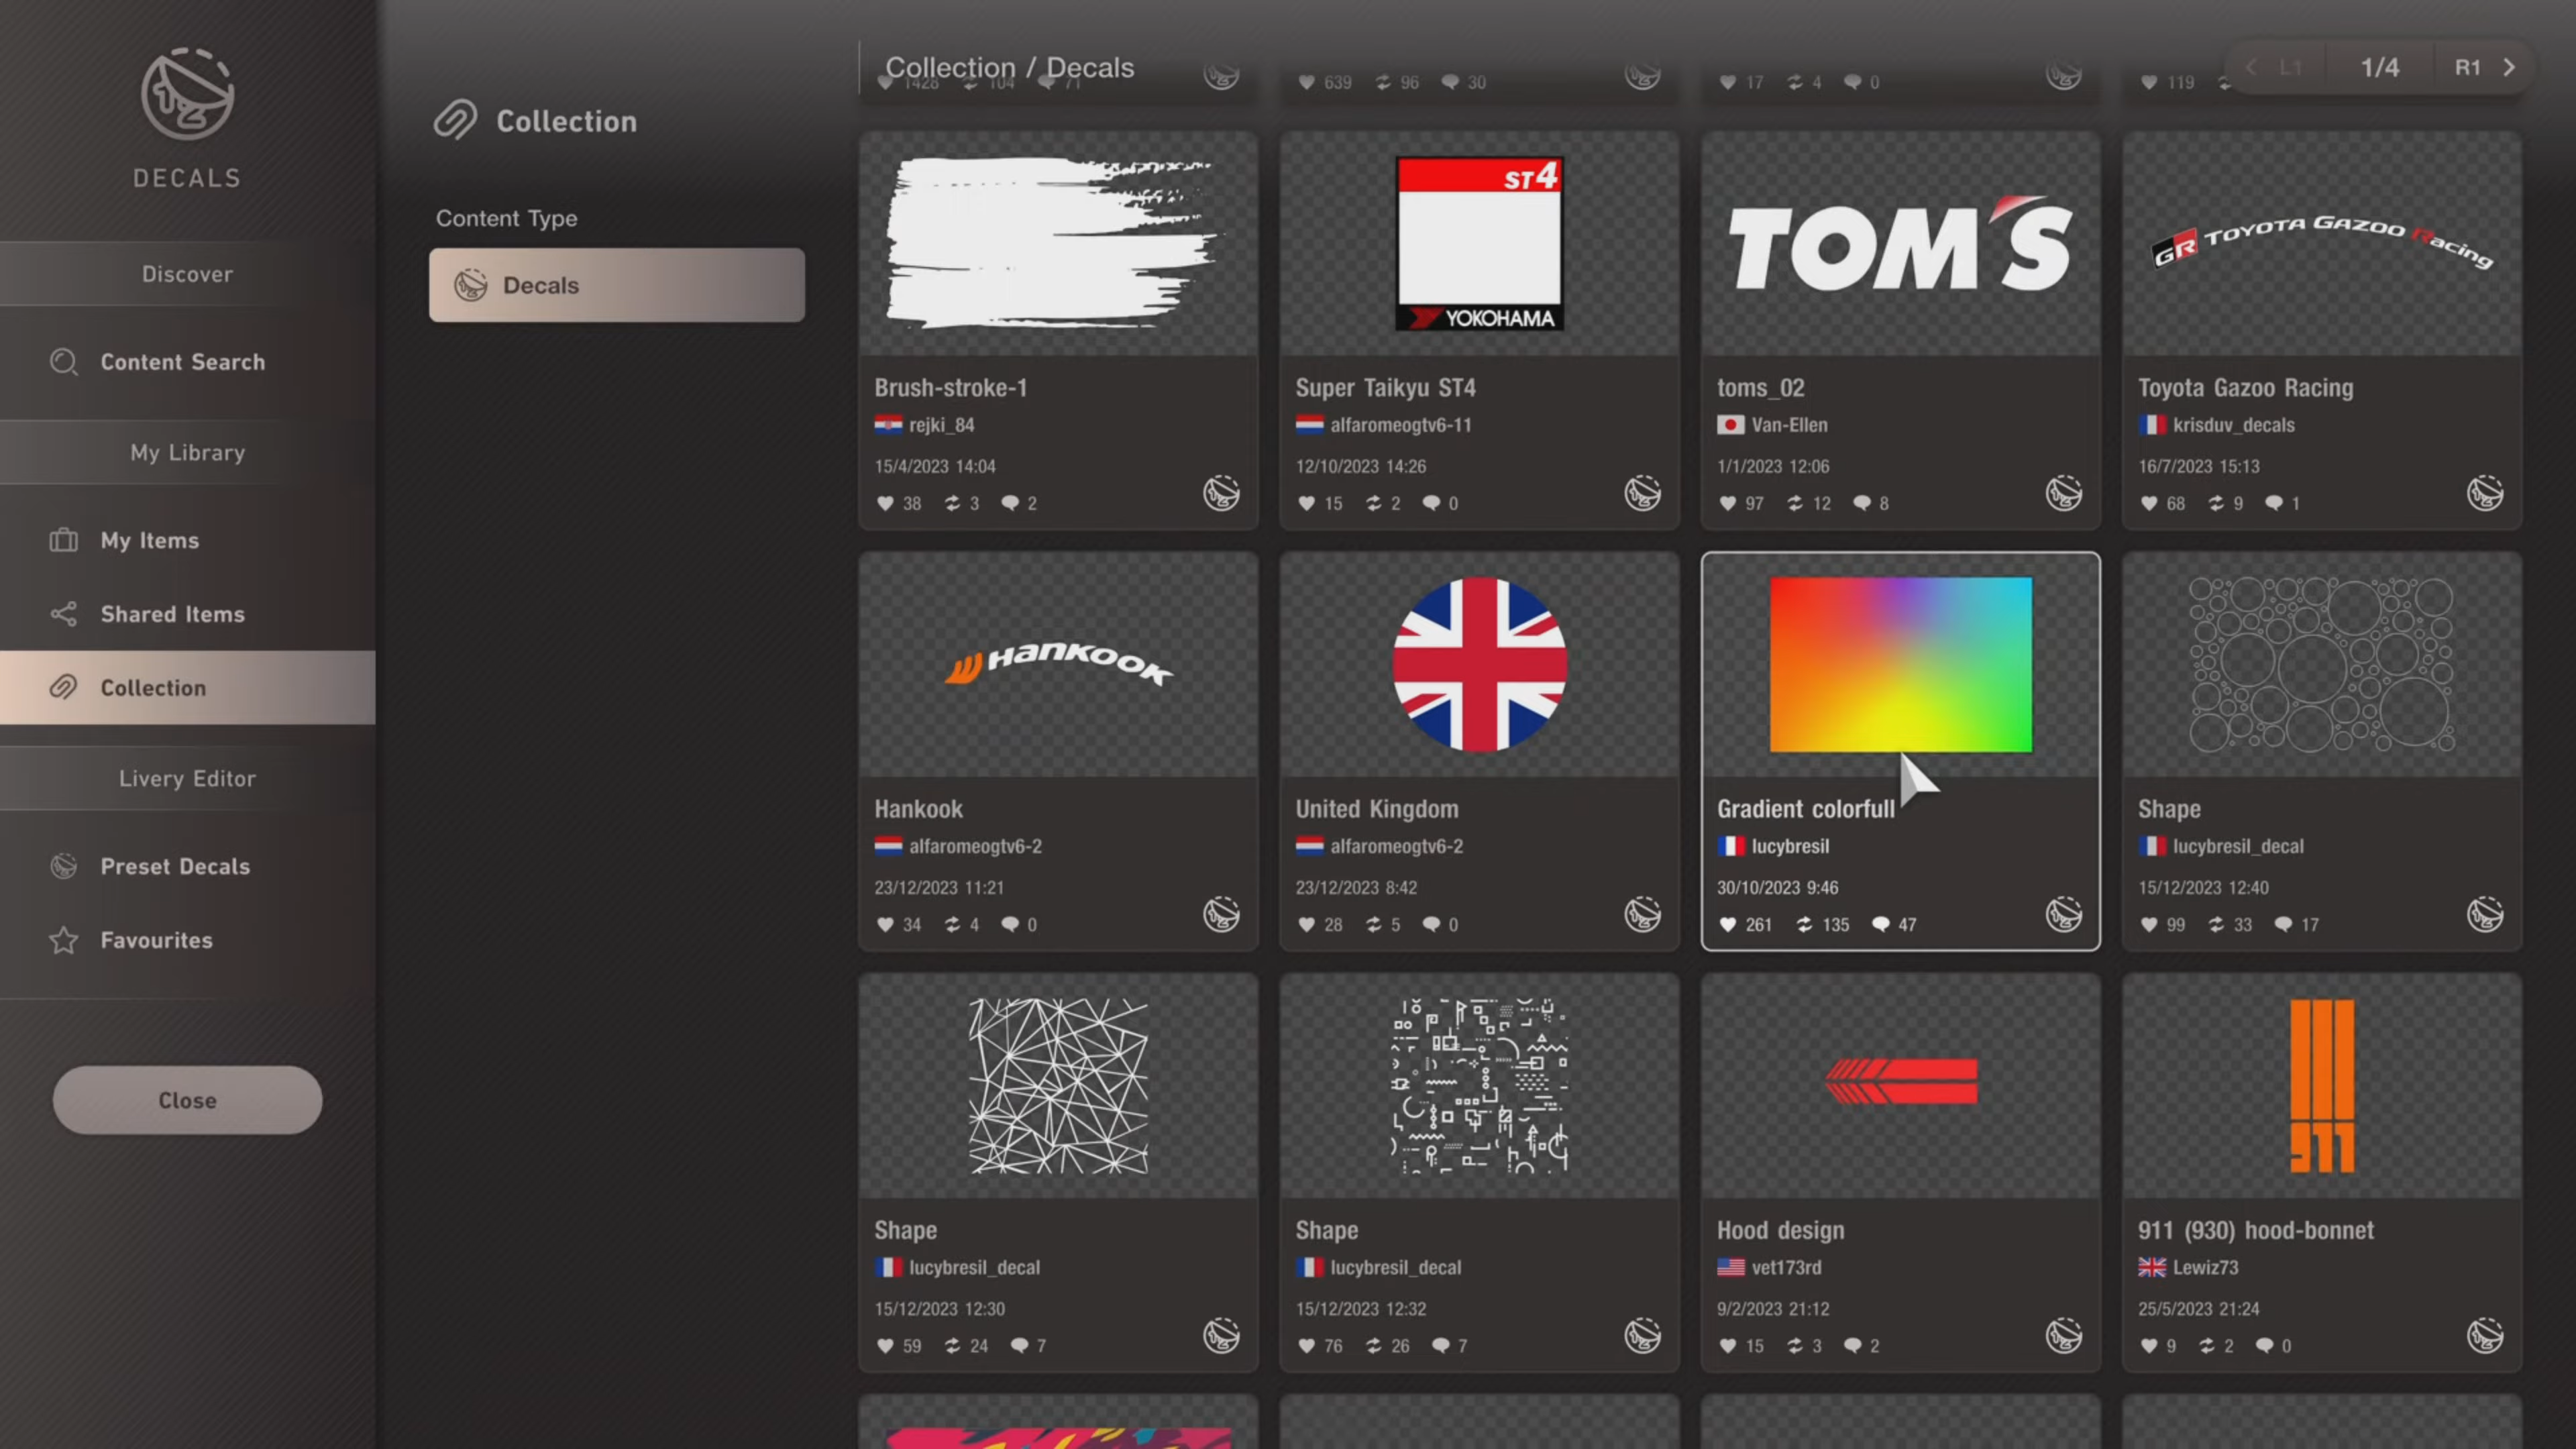 DECALS
Discover
Content Search
My Library
My Items
Shared Items
Collection
Livery Editor
Preset Decals
Favourites
Close
Collection
Content Type
Decals
Collection / Decals
L1 1/4 R1
1428 104 71
639 96 30
17 4 0
119
Brush-stroke-1
rejki_84
15/4/2023 14:04
38 3 2
ST4
YOKOHAMA
Super Taikyu ST4
alfaromeogtv6-11
12/10/2023 14:26
15 2 0
TOM'S
toms_02
Van-Ellen
1/1/2023 12:06
97 12 8
GR TOYOTA GAZOO Racing
Toyota Gazoo Racing
krisduv_decals
16/7/2023 15:13
68 9 1
HANKOOK
Hankook
alfaromeogtv6-2
23/12/2023 11:21
34 4 0
United Kingdom
alfaromeogtv6-2
23/12/2023 8:42
28 5 0
Gradient colorfull
lucybresil
30/10/2023 9:46
261 135 47
Shape
lucybresil_decal
15/12/2023 12:40
99 33 17
Shape
lucybresil_decal
15/12/2023 12:30
59 24 7
Shape
lucybresil_decal
15/12/2023 12:32
76 26 7
Hood design
vet173rd
9/2/2023 21:12
15 3 2
911
911 (930) hood-bonnet
Lewiz73
25/5/2023 21:24
9 2 0